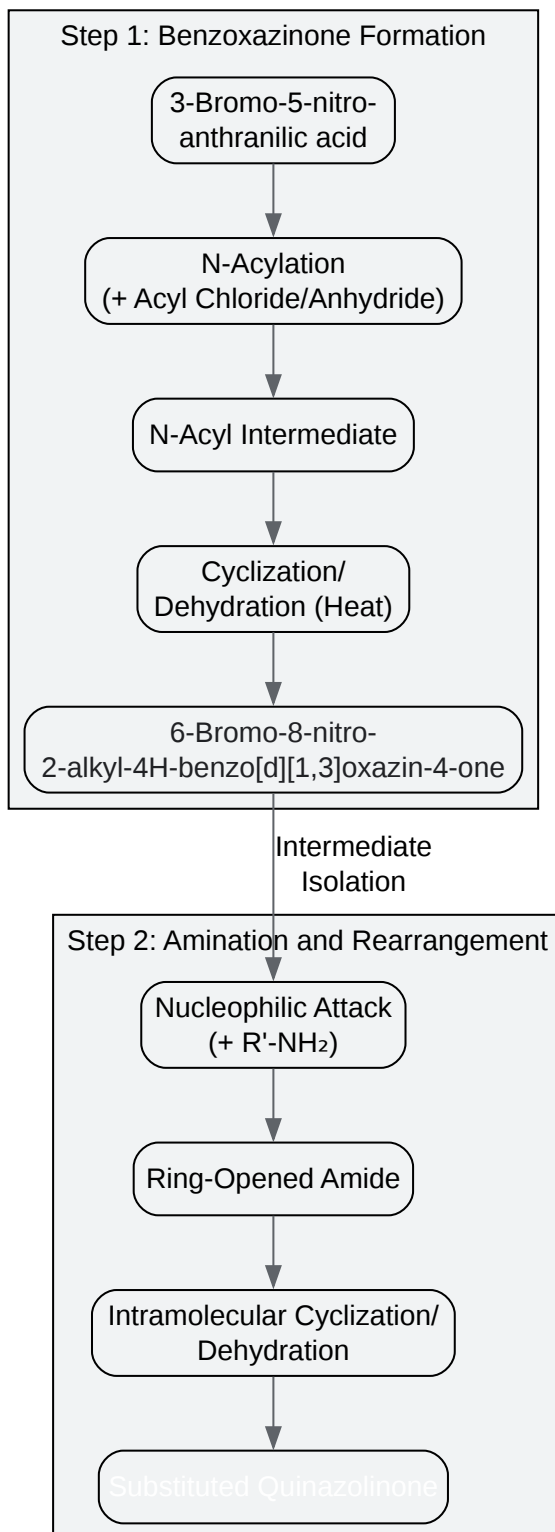 Step 1: Benzoxazinone Formation
3-Bromo-5-nitro-
anthranilic acid
N-Acylation
(+ Acyl Chloride/Anhydride)
N-Acyl Intermediate
Cyclization/
Dehydration (Heat)
6-Bromo-8-nitro-
2-alkyl-4H-benzo[d][1,3]oxazin-4-one
Intermediate
Isolation
Step 2: Amination and Rearrangement
Nucleophilic Attack
(+ R'-NH₂)
Ring-Opened Amide
Intramolecular Cyclization/
Dehydration
Substituted Quinazolinone